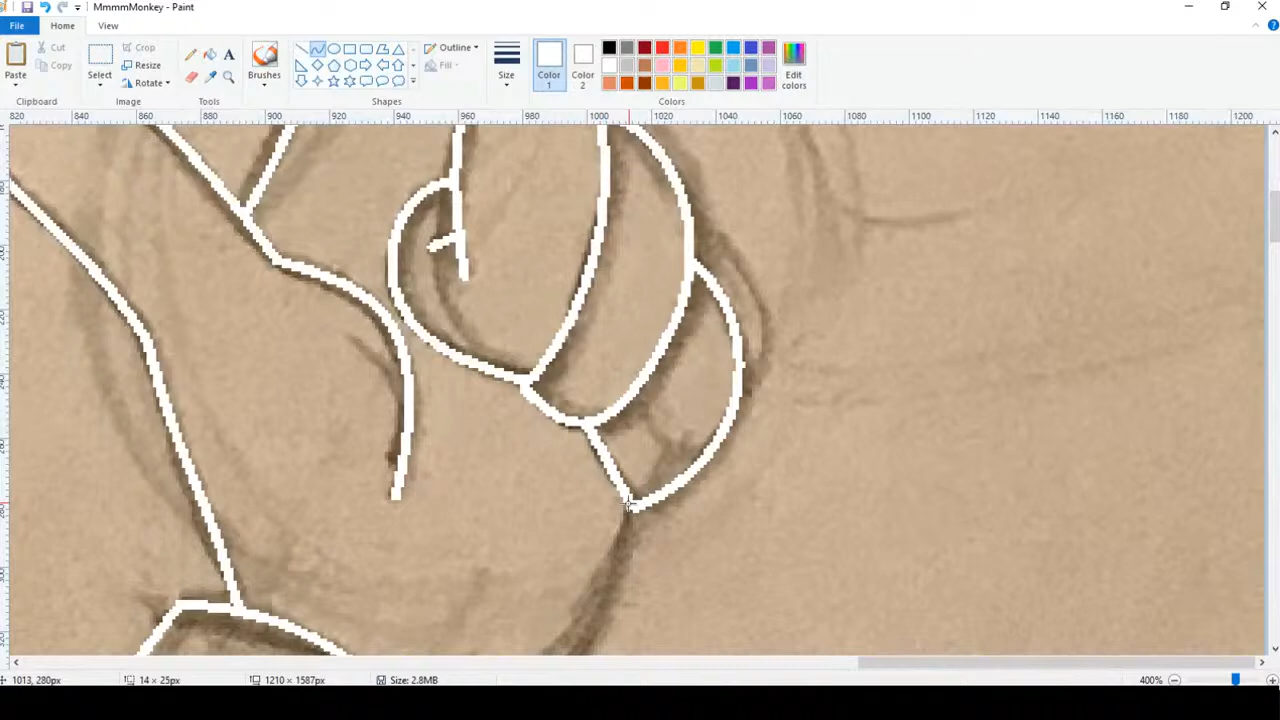 MmmmMonkey - Paint
File
Home
View
Paste
Cut
Copy
Clipboard
Select
Crop
Resize
Rotate
Image
A
Tools
Brushes
Outline
Fill
Shapes
Size
Color
1
Color
2
Edit
colors
Colors
820 840 860 880 900 920 940 960 980 1000 1020 1040 1060 1080 1100 1120 1140 1160 1180 1200
1013, 280px
14 × 25px
1210 × 1587px
Size: 2.8MB
400%